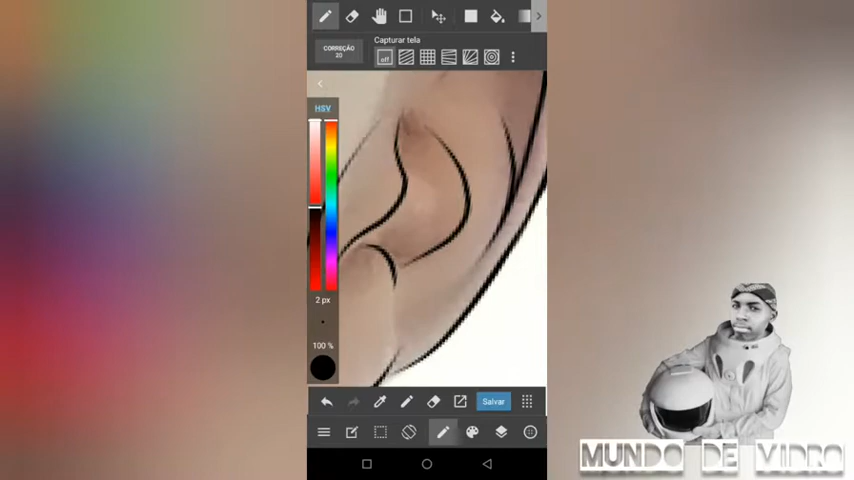 Capturar tela
CORREÇÃO
20
off
HSV
2 px
100 %
Salvar
MUNDO DE VIDRO